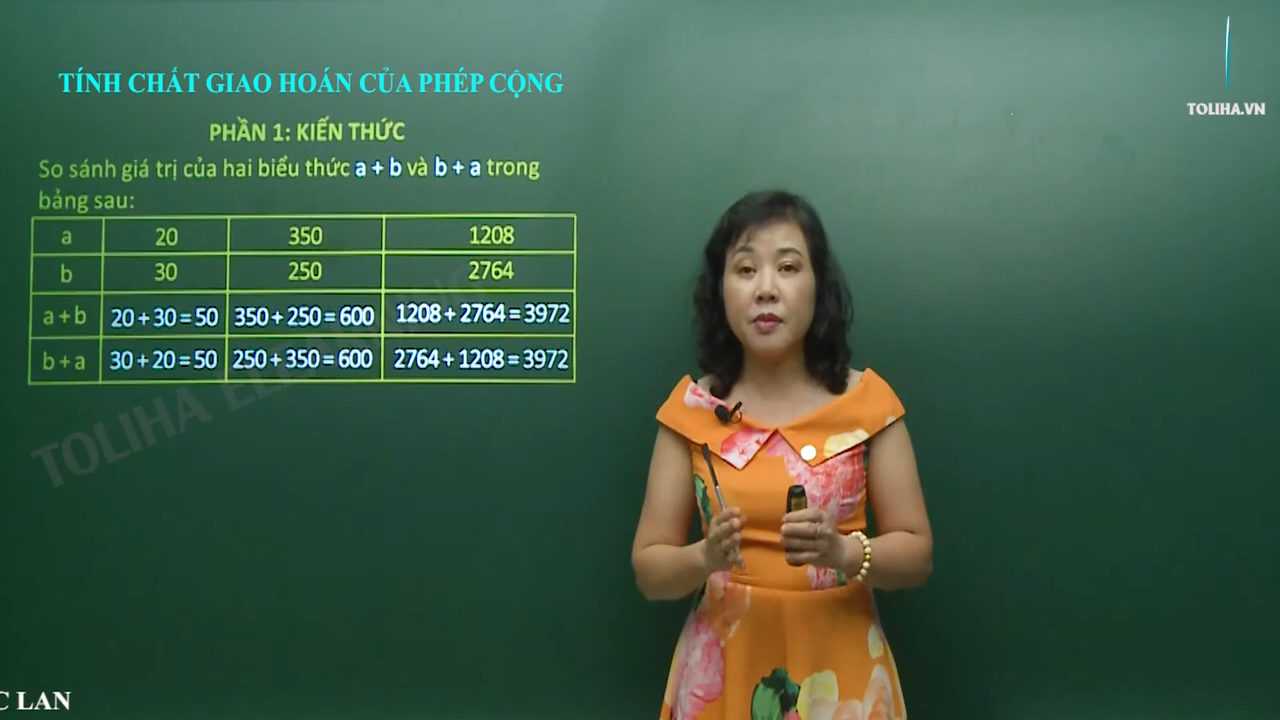 TÍNH CHẤT GIAO HOÁN CỦA PHÉP CỘNG
TOLIHA.VN
PHẦN 1: KIẾN THỨC
So sánh giá trị của hai biểu thức a + b và b + a trong
bảng sau:
a 20 350 1208
b 30 250 2764
a + b 20 + 30 = 50 350 + 250 = 600 1208 + 2764 = 3972
b + a 30 + 20 = 50 250 + 350 = 600 2764 + 1208 = 3972
TOLIHA
C LAN